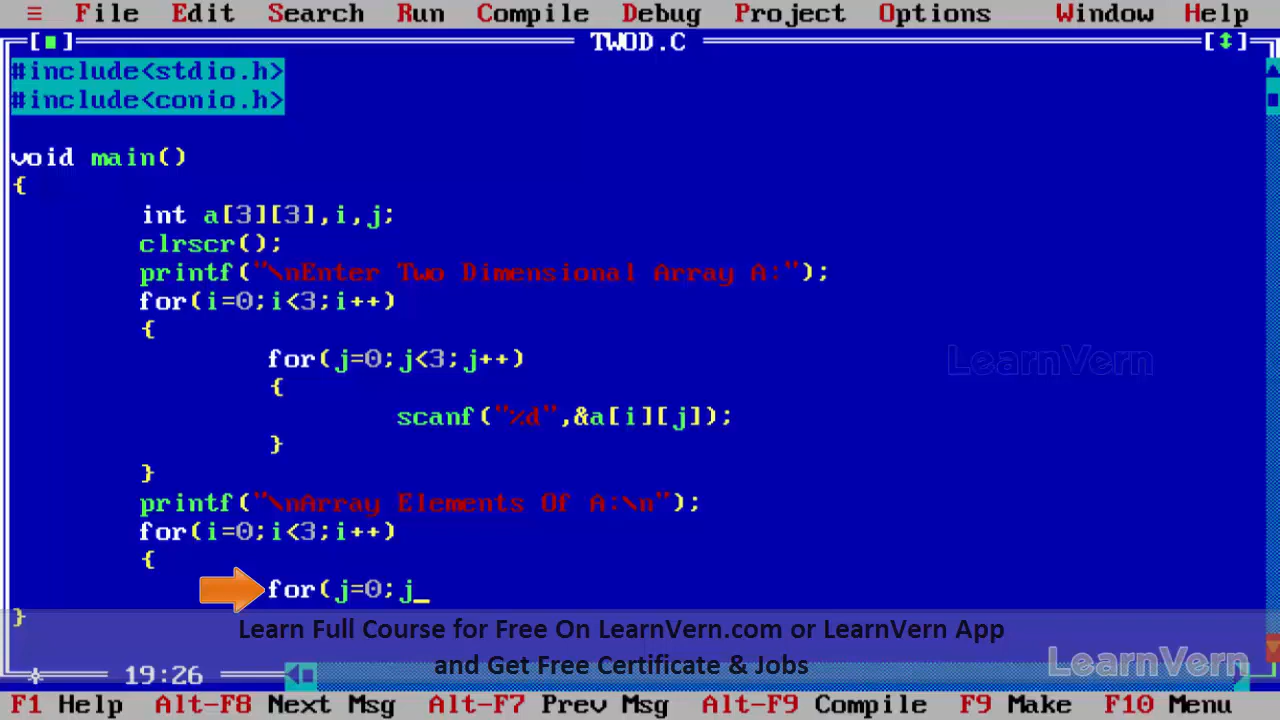 ≡ File Edit Search Run Compile Debug Project Options Window Help
[■] TWOD.C [↕]
#include<stdio.h>
#include<conio.h>
void main()
{
int a[3][3],i,j;
clrscr();
printf("\nEnter Two Dimensional Array A:");
for(i=0;i<3;i++)
{
for(j=0;j<3;j++)
{
scanf("%d",&a[i][j]);
}
}
printf("\nArray Elements Of A:\n");
for(i=0;i<3;i++)
{
for(j=0;j_
}
LearnVern
Learn Full Course for Free On LearnVern.com or LearnVern App
and Get Free Certificate & Jobs
19:26
LearnVern
F1 Help Alt-F8 Next Msg Alt-F7 Prev Msg Alt-F9 Compile F9 Make F10 Menu